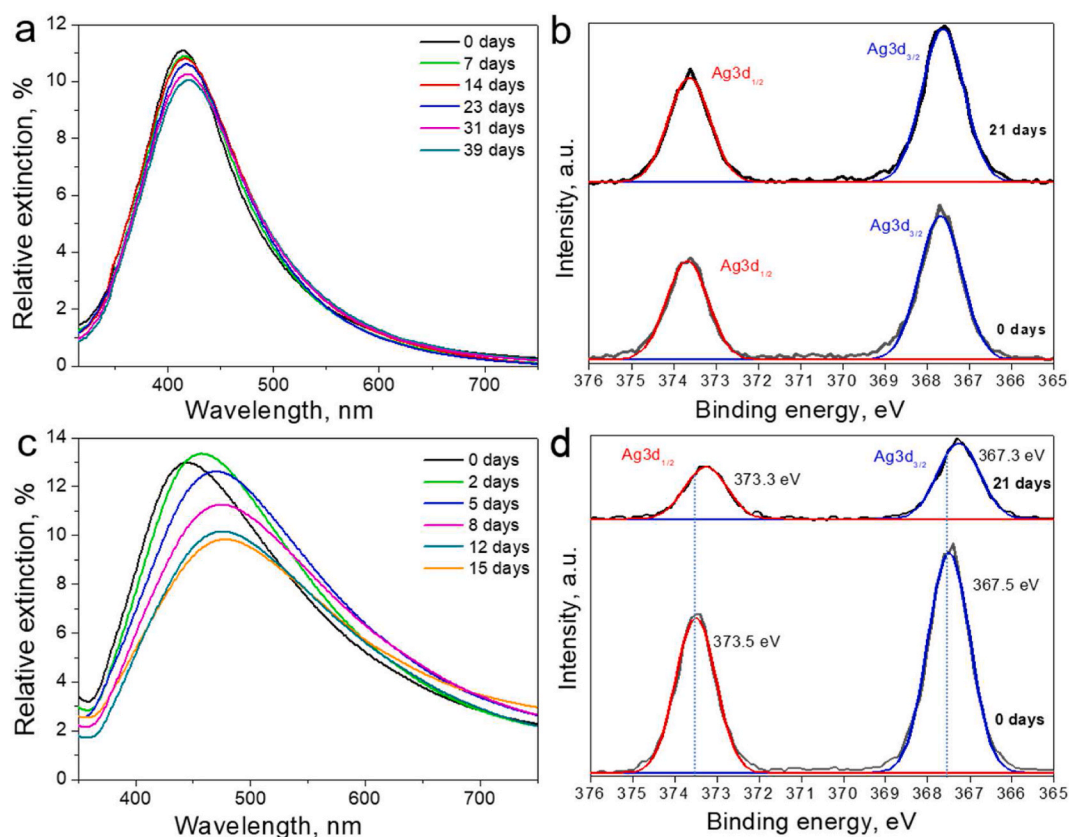 a
Relative extinction, %
12
10
8
6
4
2
0
400 500 600 700
Wavelength, nm
0 days
7 days
14 days
23 days
31 days
39 days
b
Intensity, a.u.
Ag3d1/2
Ag3d3/2
21 days
Ag3d1/2
Ag3d3/2
0 days
376 375 374 373 372 371 370 369 368 367 366 365
Binding energy, eV
c
Relative extinction, %
14
12
10
8
6
4
2
0
400 500 600 700
Wavelength, nm
0 days
2 days
5 days
8 days
12 days
15 days
d
Intensity, a.u.
Ag3d1/2
373.3 eV
Ag3d3/2
367.3 eV
21 days
373.5 eV
367.5 eV
0 days
376 375 374 373 372 371 370 369 368 367 366 365
Binding energy, eV